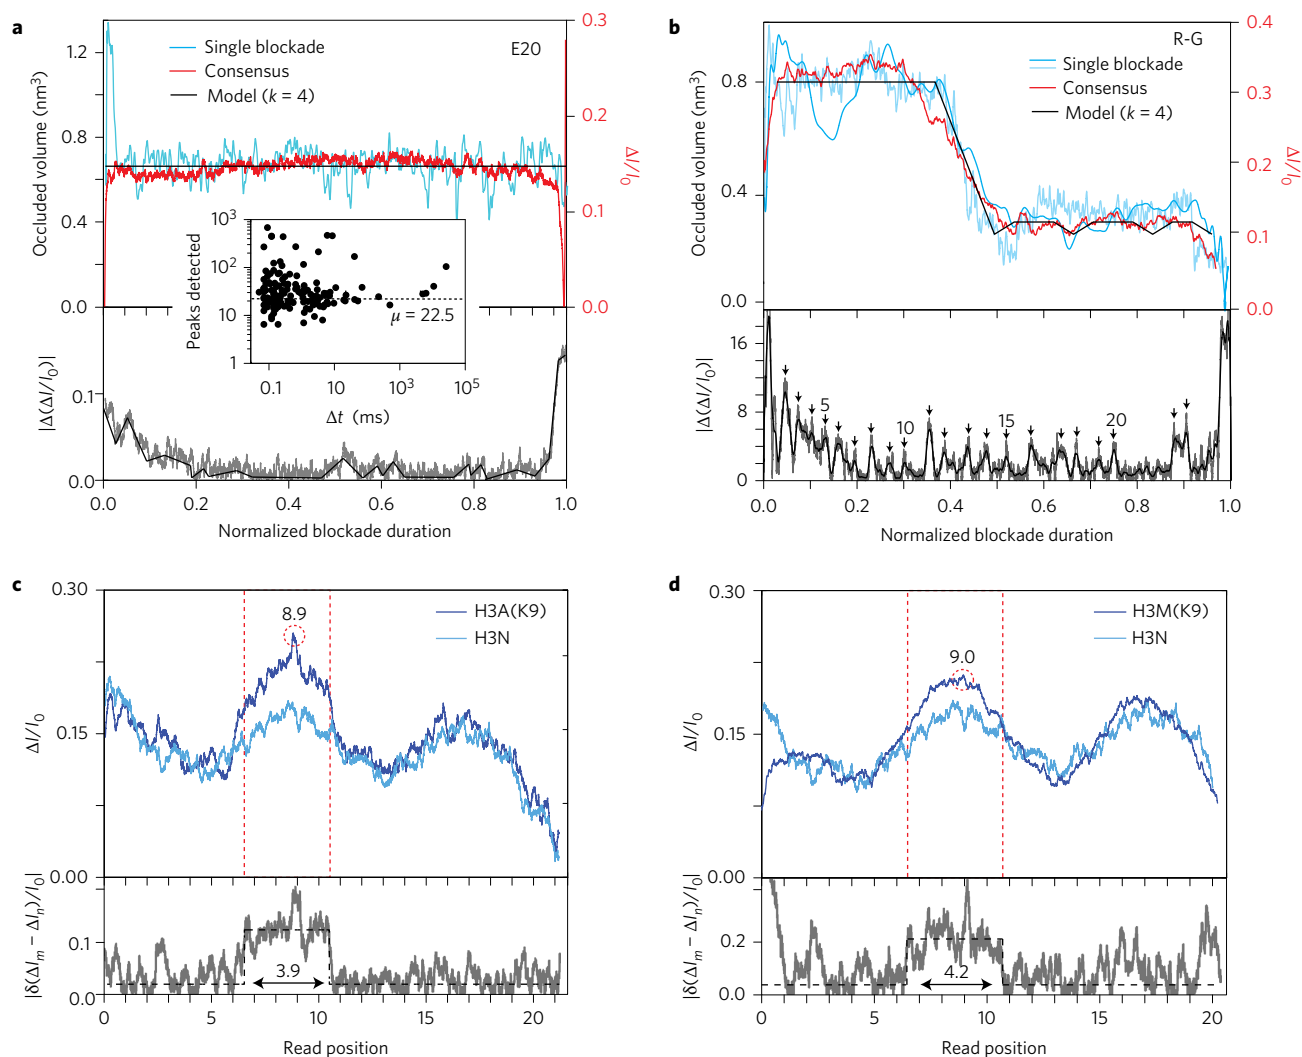 a
E20
Single blockade
Consensus
Model (k = 4)
Occluded volume (nm³)
1.2
0.8
0.4
0.0
0.3
0.2
0.1
0.0
ΔI/I₀
Peaks detected
10³
10²
10
1
μ = 22.5
0.1
10
10³
10⁵
Δt (ms)
|Δ(ΔI/I₀)|
0.1
0.0
0.0
0.2
0.4
0.6
0.8
1.0
Normalized blockade duration
b
R-G
Single blockade
Consensus
Model (k = 4)
Occluded volume (nm³)
0.8
0.4
0.0
0.4
0.3
0.2
0.1
0.0
ΔI/I₀
|Δ(ΔI/I₀)|
16
8
0
5
10
15
20
0.0
0.2
0.4
0.6
0.8
1.0
Normalized blockade duration
c
H3A(K9)
H3N
8.9
ΔI/I₀
0.30
0.15
0.00
|δ(ΔIₘ − ΔIₙ)/I₀|
0.1
0.0
3.9
0
5
10
15
20
Read position
d
H3M(K9)
H3N
9.0
ΔI/I₀
0.30
0.15
0.00
|δ(ΔIₘ − ΔIₙ)/I₀|
0.2
0.0
4.2
0
5
10
15
20
Read position